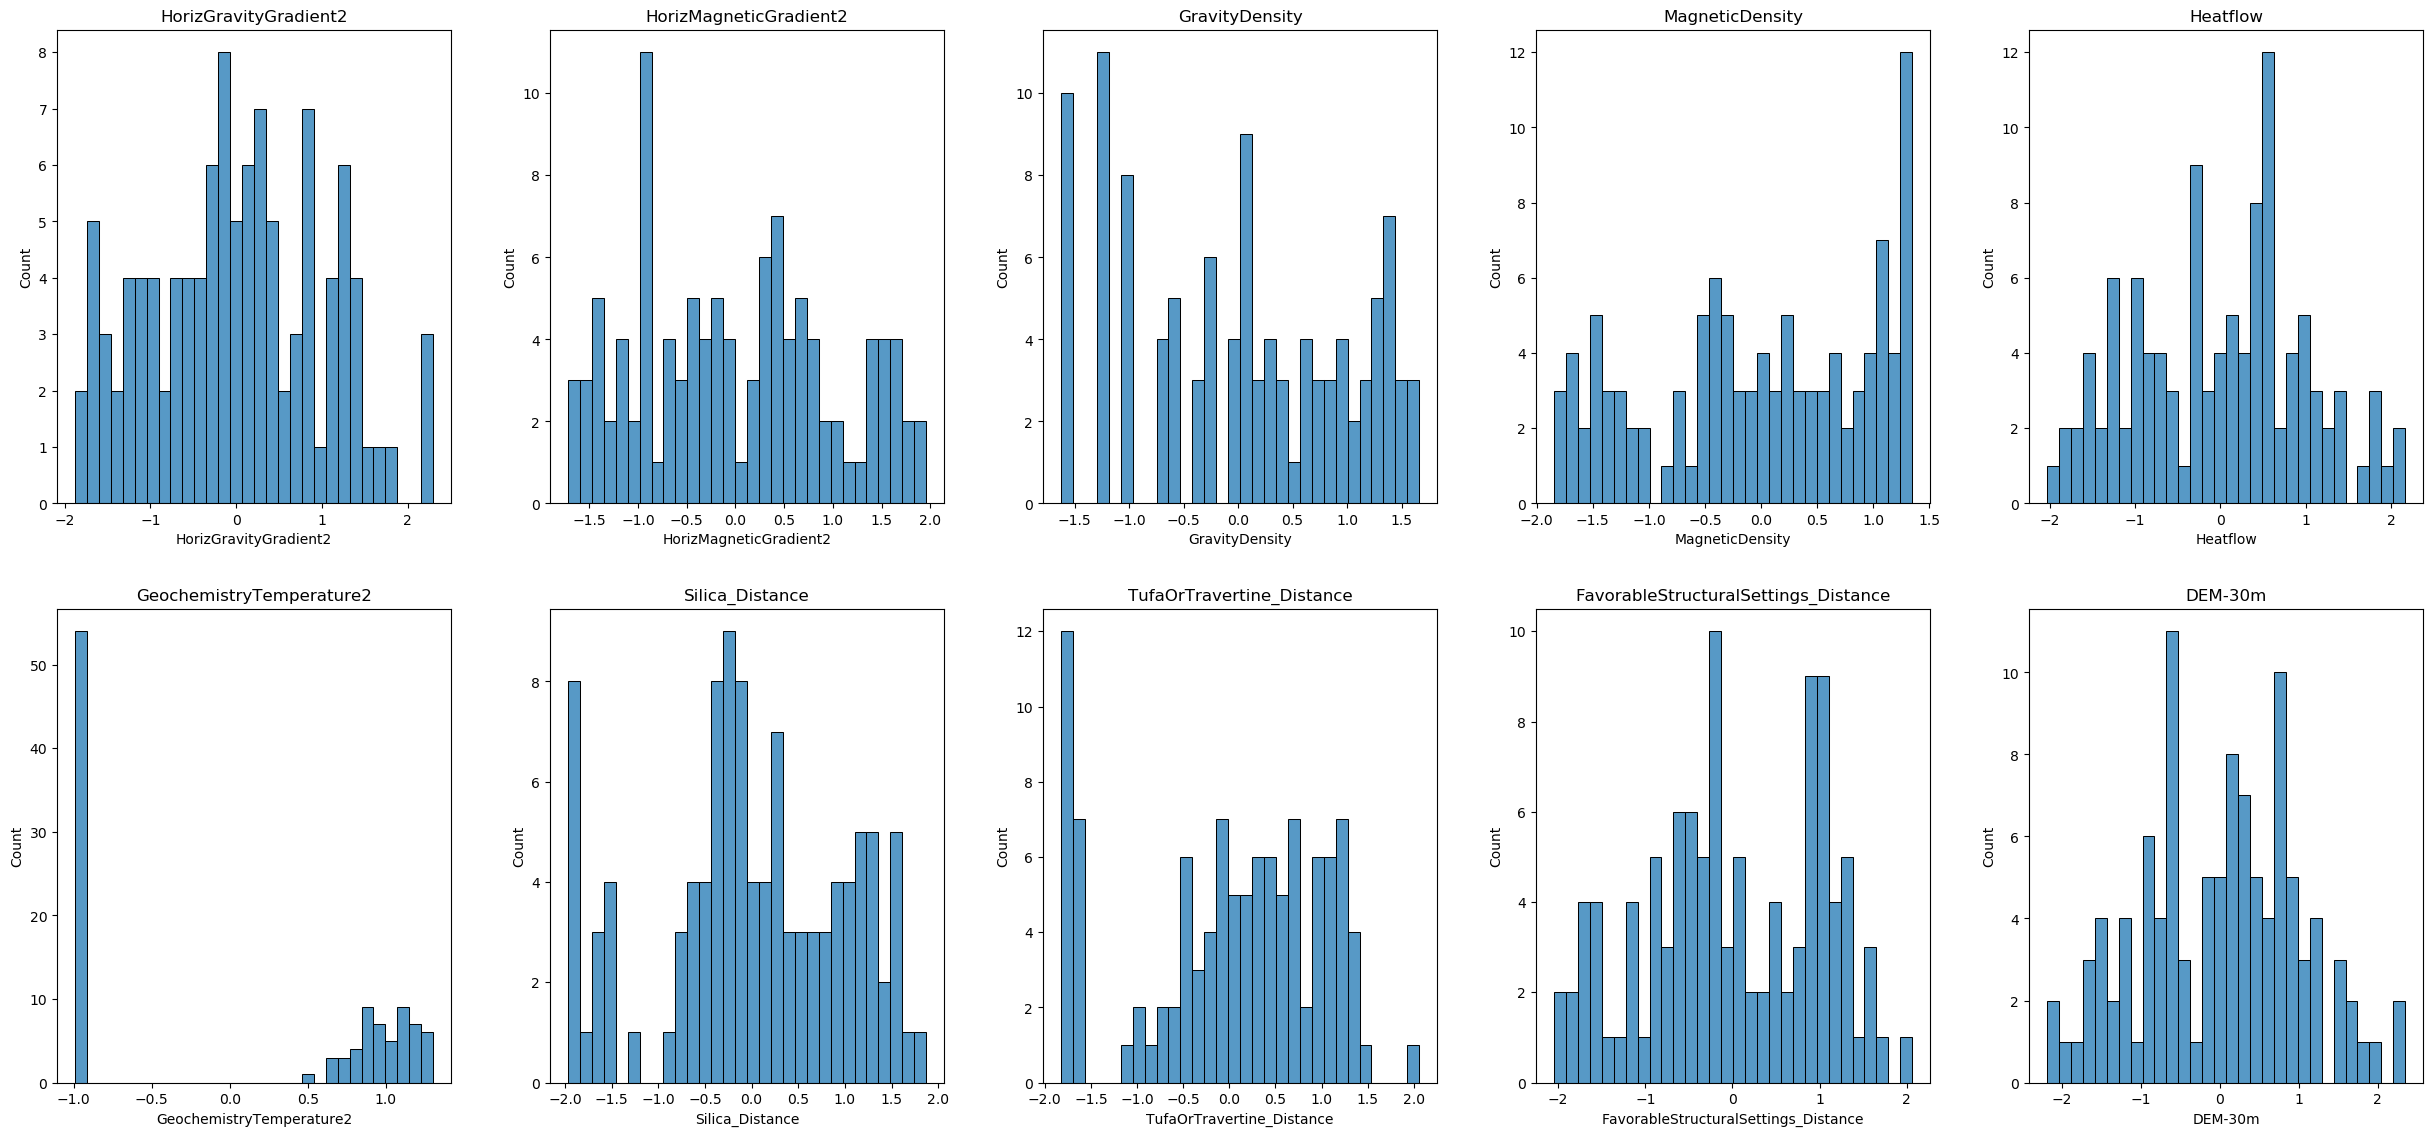 HorizGravityGradient2 HorizMagneticGradient2 GravityDensity MagneticDensity Heatflow
8
7
6
5
4
3
2
1
0
Count
−2 −1 0 1 2
HorizGravityGradient2
10
8
6
4
2
0
Count
−1.5 −1.0 −0.5 0.0 0.5 1.0 1.5 2.0
HorizMagneticGradient2
10
8
6
4
2
0
Count
−1.5 −1.0 −0.5 0.0 0.5 1.0 1.5
GravityDensity
12
10
8
6
4
2
0
Count
−2.0 −1.5 −1.0 −0.5 0.0 0.5 1.0 1.5
MagneticDensity
12
10
8
6
4
2
0
Count
−2 −1 0 1 2
Heatflow
GeochemistryTemperature2 Silica_Distance TufaOrTravertine_Distance FavorableStructuralSettings_Distance DEM-30m
50
40
30
20
10
0
Count
−1.0 −0.5 0.0 0.5 1.0
GeochemistryTemperature2
8
6
4
2
0
Count
−2.0 −1.5 −1.0 −0.5 0.0 0.5 1.0 1.5 2.0
Silica_Distance
12
10
8
6
4
2
0
Count
−2.0 −1.5 −1.0 −0.5 0.0 0.5 1.0 1.5 2.0
TufaOrTravertine_Distance
10
8
6
4
2
0
Count
−2 −1 0 1 2
FavorableStructuralSettings_Distance
10
8
6
4
2
0
Count
−2 −1 0 1 2
DEM-30m